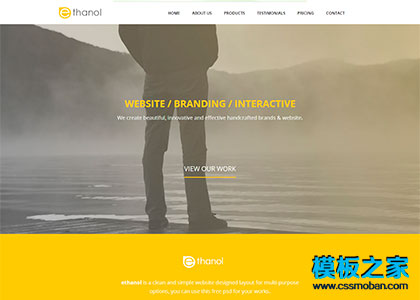 ethanol
HOME ABOUT US PRODUCTS TESTIMONIALS PRICING CONTACT
WEBSITE / BRANDING / INTERACTIVE
We create beautiful, innovative and effective handcrafted brands & website.
VIEW OUR WORK
ethanol
ethanol is a clean and simple website designed layout for multi-purpose
options, you can use this free psd for your works.
模板之家
www.cssmoban.com